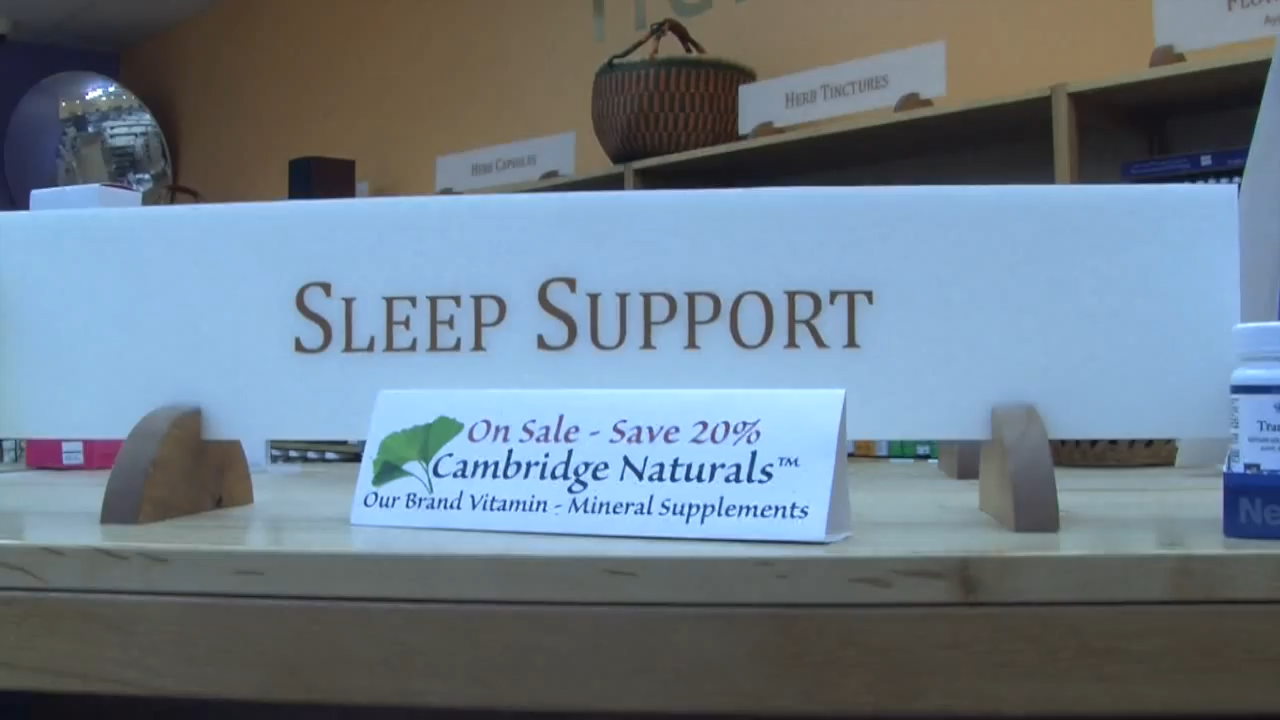 HERB TINCTURES
HERB CAPSULES
SLEEP SUPPORT
On Sale - Save 20%
Cambridge Naturals™
Our Brand Vitamin - Mineral Supplements